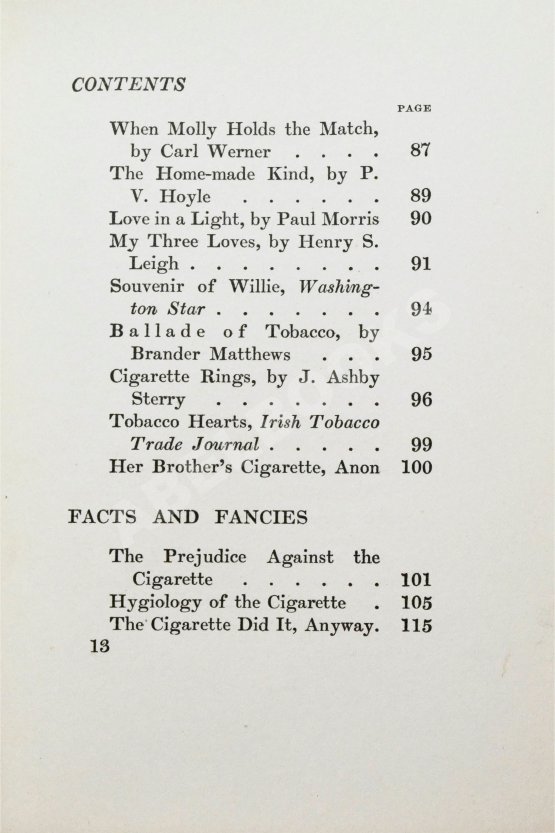 CONTENTS
PAGE
When Molly Holds the Match,
by Carl Werner . . . . 87
The Home-made Kind, by P.
V. Hoyle . . . . . . 89
Love in a Light, by Paul Morris 90
My Three Loves, by Henry S.
Leigh . . . . . . . . 91
Souvenir of Willie, Washing-
ton Star . . . . . . . 94
Ballade of Tobacco, by
Brander Matthews . . . 95
Cigarette Rings, by J. Ashby
Sterry . . . . . . . 96
Tobacco Hearts, Irish Tobacco
Trade Journal . . . . . 99
Her Brother's Cigarette, Anon 100
FACTS AND FANCIES
The Prejudice Against the
Cigarette . . . . . . 101
Hygiology of the Cigarette . 105
The Cigarette Did It, Anyway. 115
13